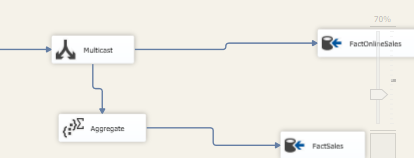 70%
Multicast
FactOnlineSales
Aggregate
FactSales